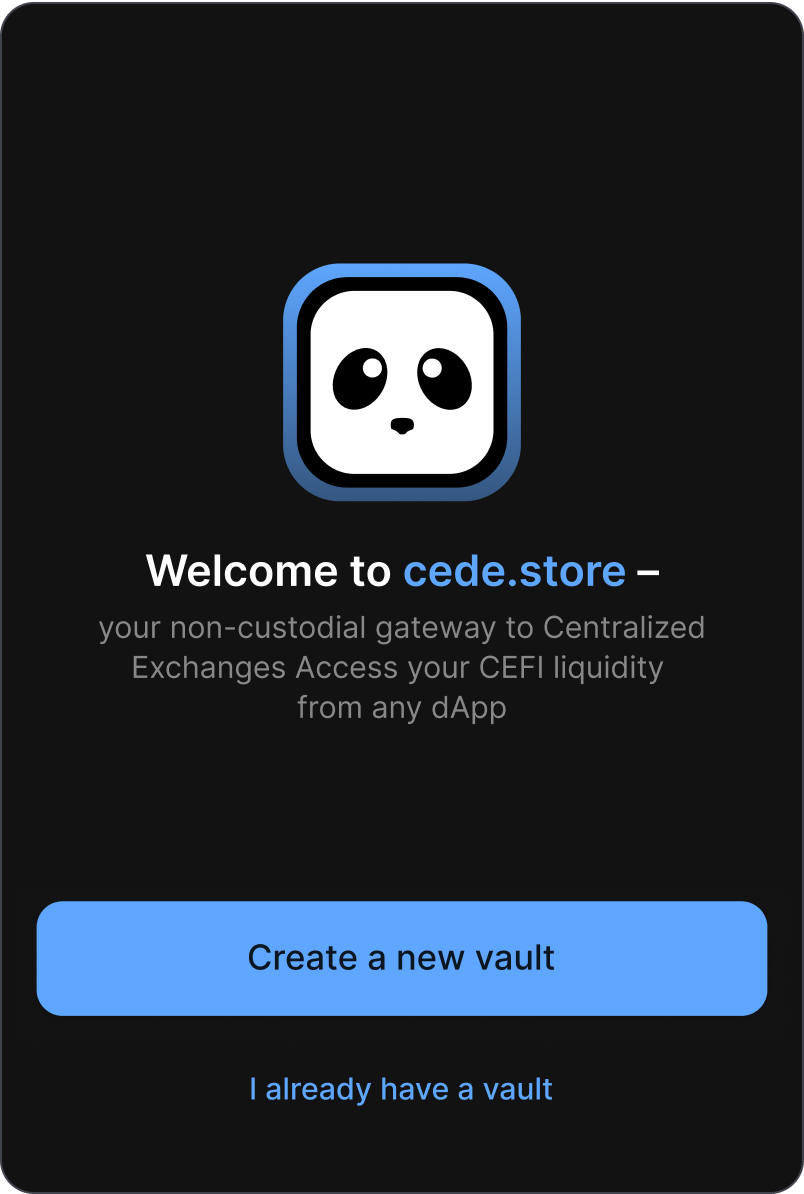 Welcome to cede.store –
your non-custodial gateway to Centralized
Exchanges Access your CEFI liquidity
from any dApp
Create a new vault
I already have a vault